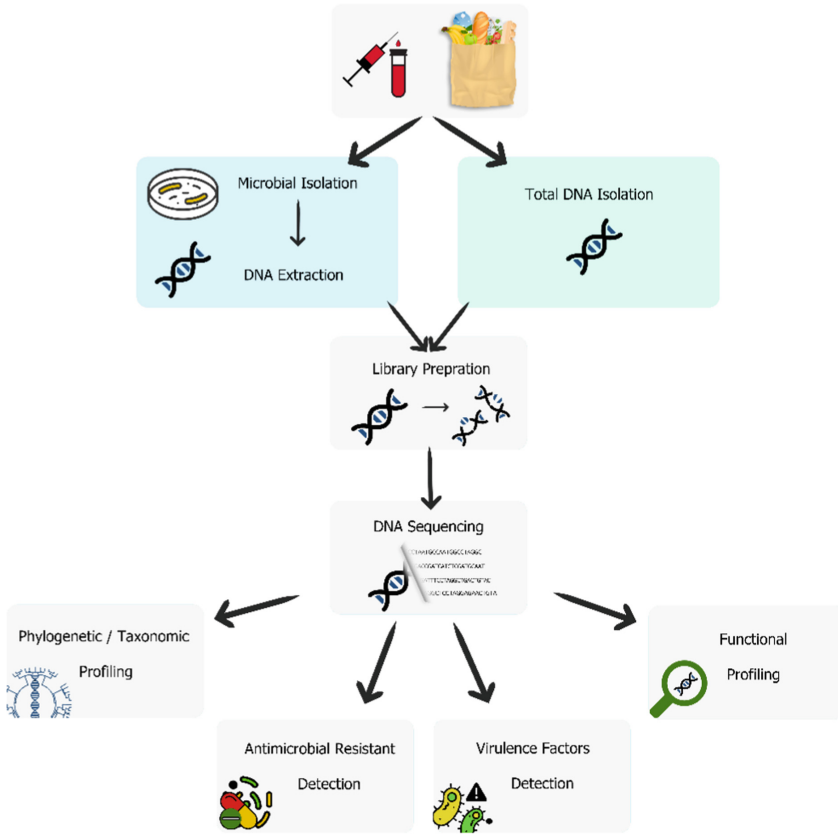 Microbial Isolation
DNA Extraction
Total DNA Isolation
Library Prepration
DNA Sequencing
Phylogenetic / Taxonomic
Profiling
Functional
Profiling
Antimicrobial Resistant
Detection
Virulence Factors
Detection